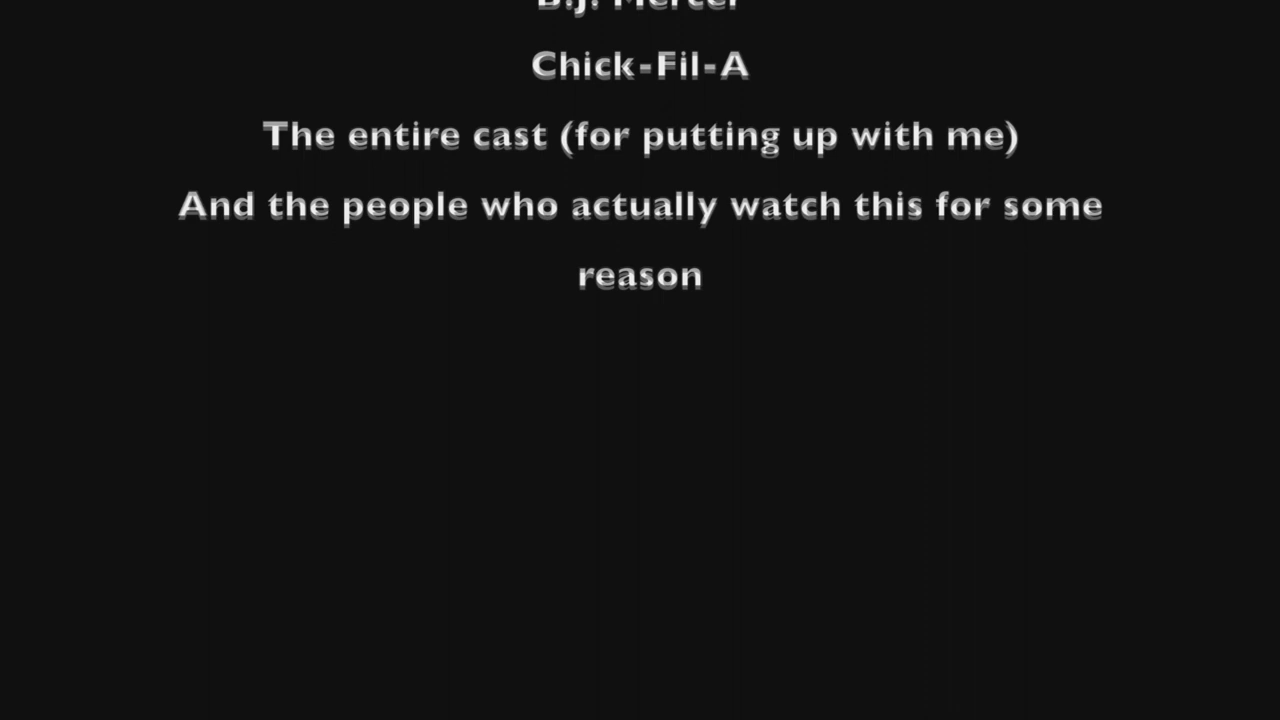 B.J. Mercer
Chick-Fil-A
The entire cast (for putting up with me)
And the people who actually watch this for some
reason